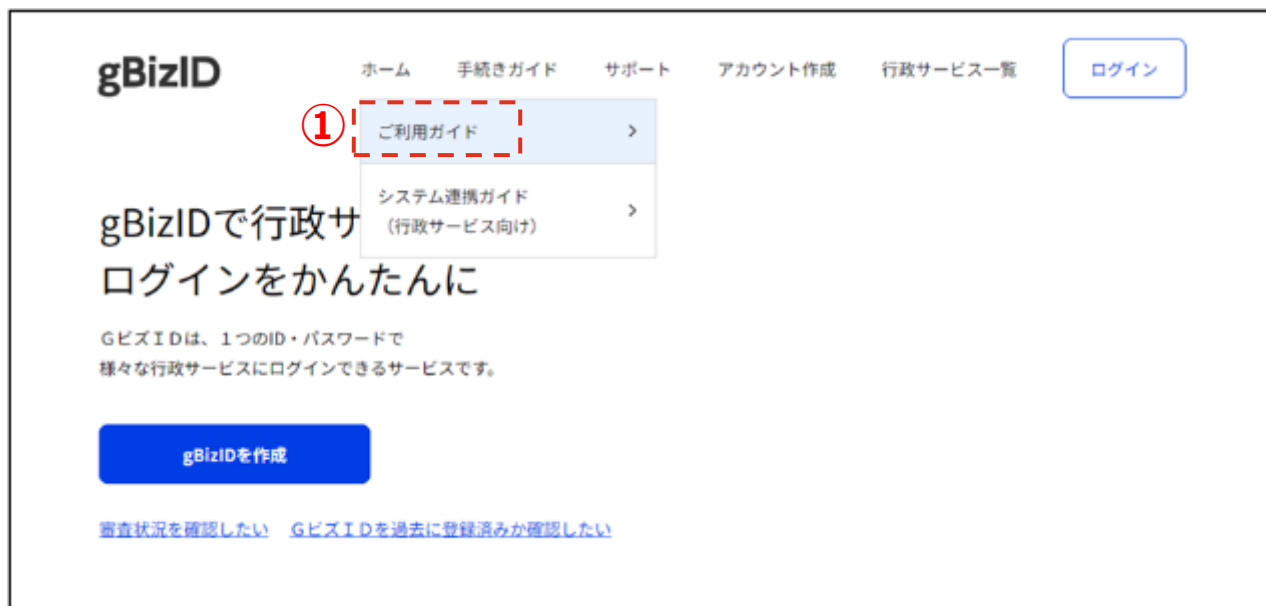 gBizID
ホーム 手続きガイド サポート アカウント作成 行政サービス一覧 ログイン
① ご利用ガイド
システム連携ガイド
（行政サービス向け）
gBizIDで行政サ
ログインをかんたんに
ＧビズＩＤは、１つのID・パスワードで
様々な行政サービスにログインできるサービスです。
gBizIDを作成
審査状況を確認したい ＧビズＩＤを過去に登録済みか確認したい